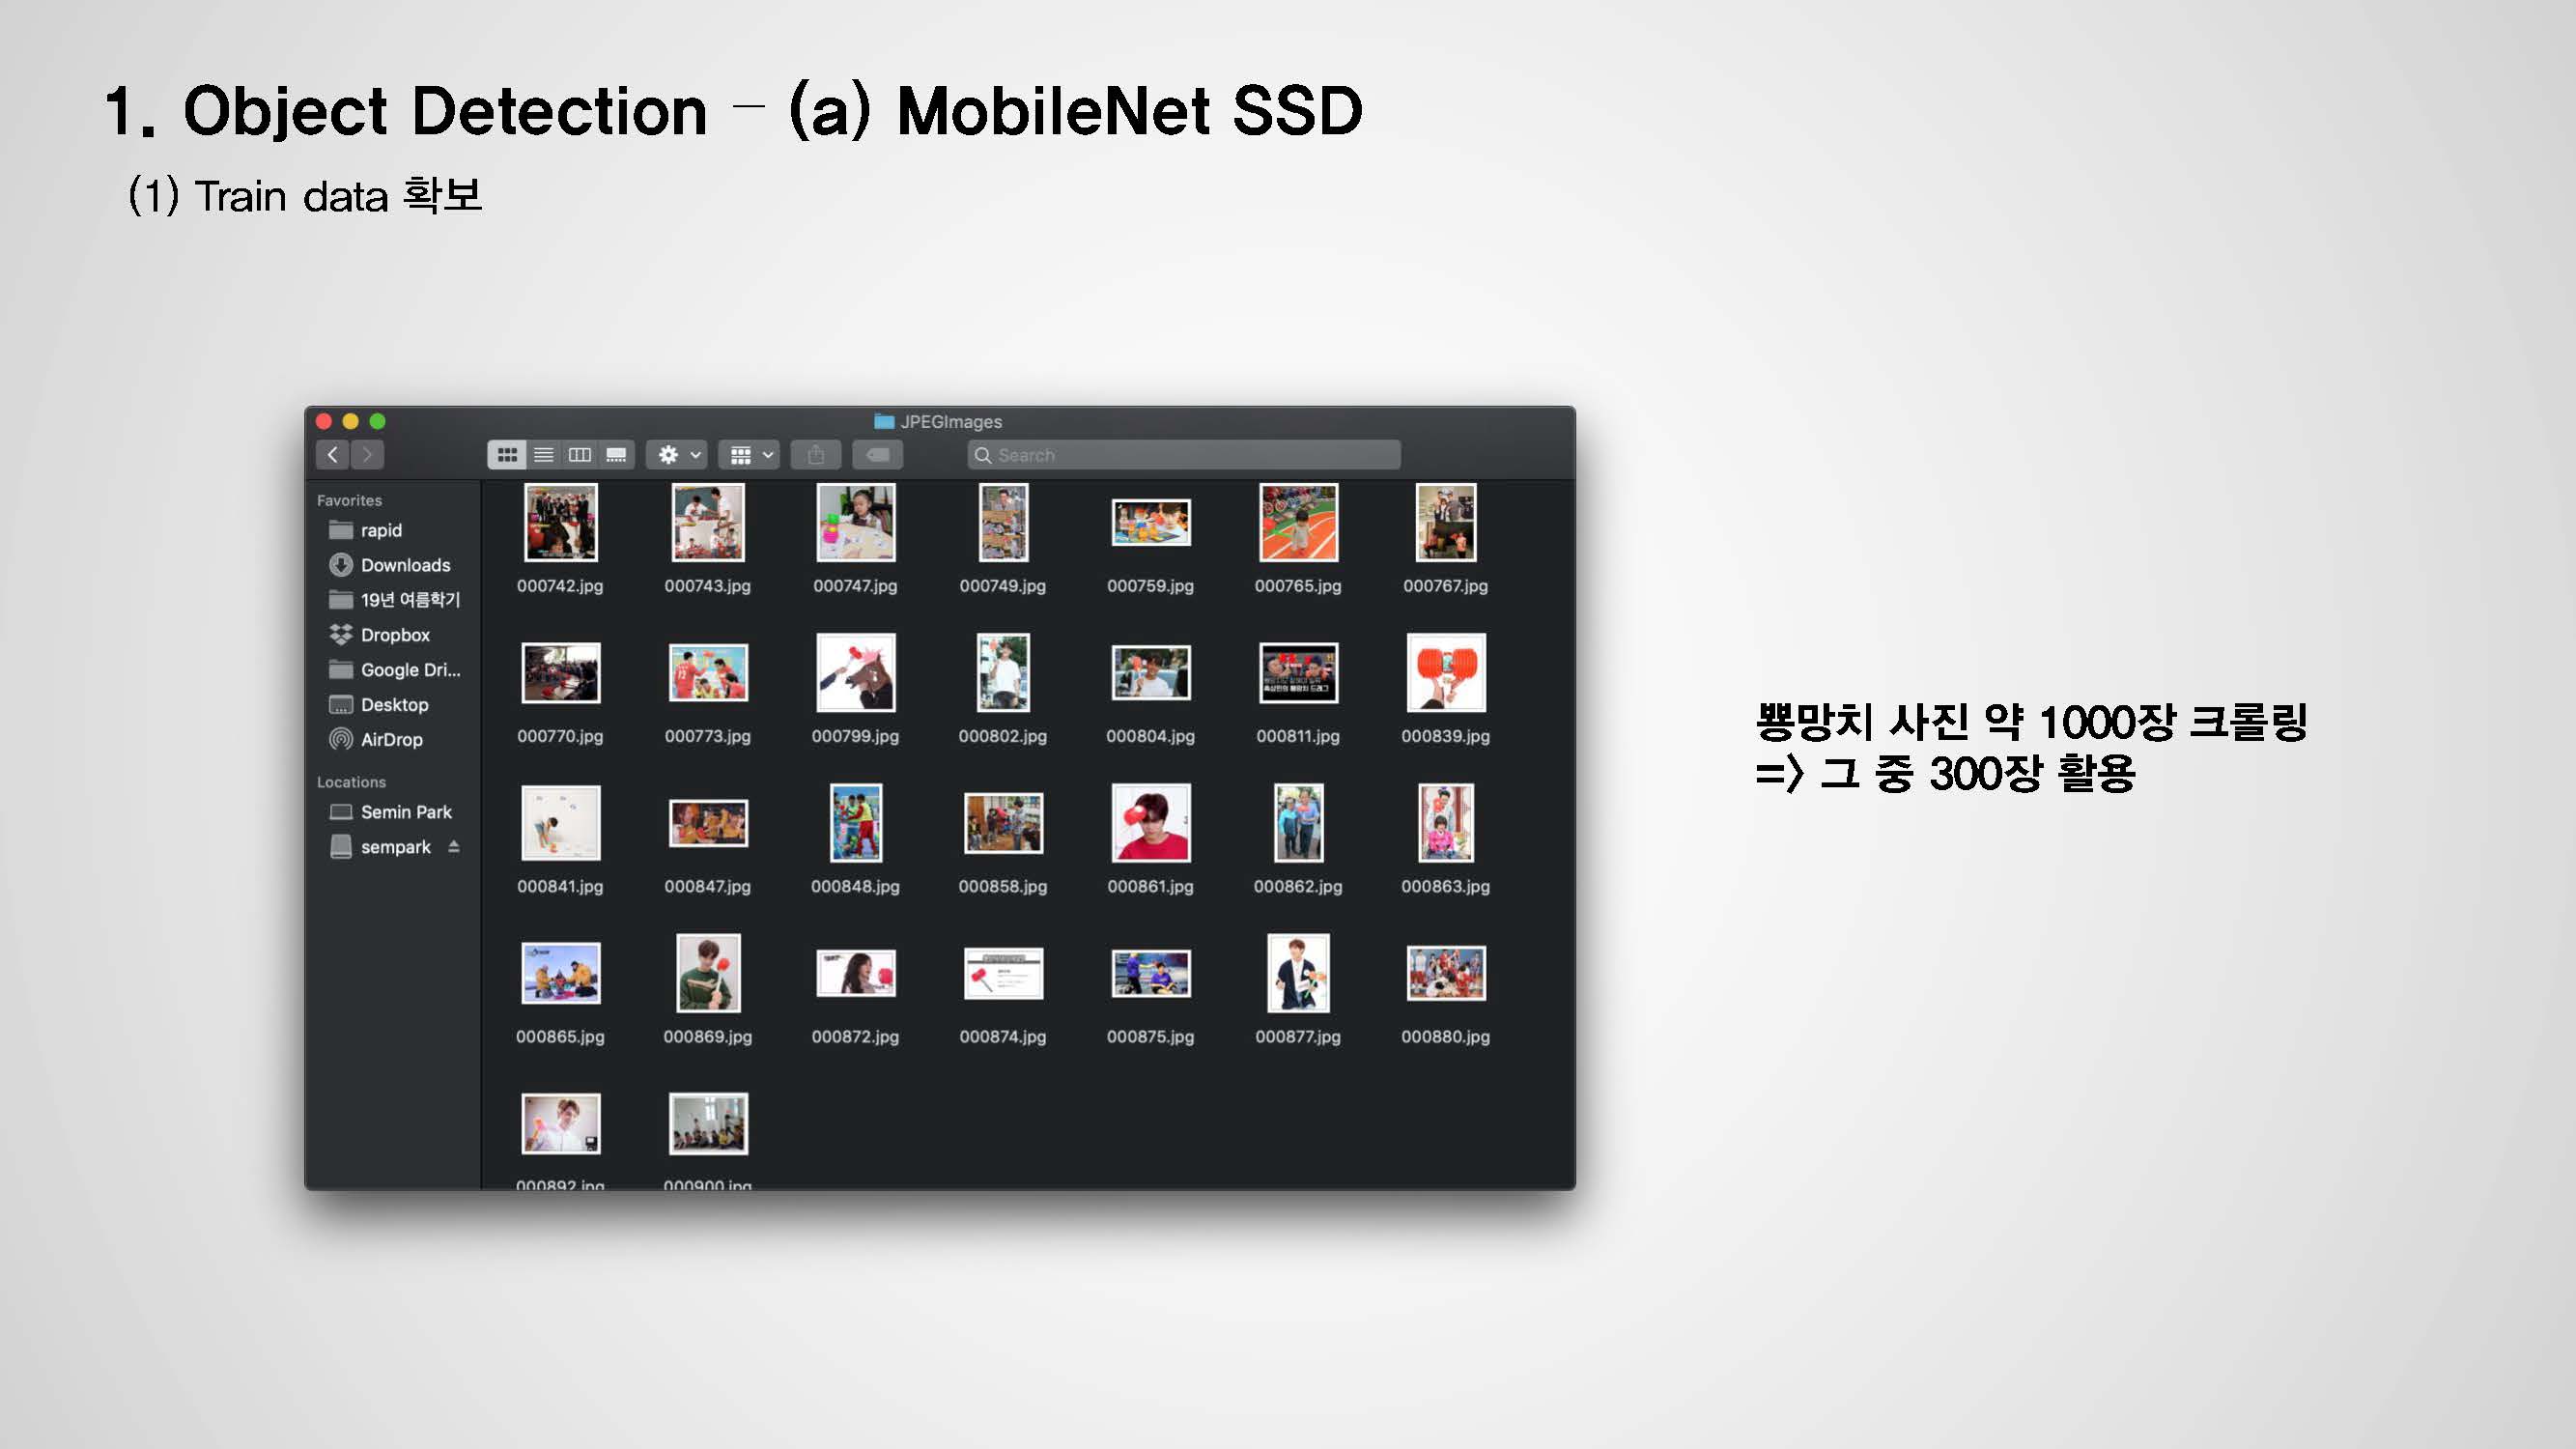 1. Object Detection – (a) MobileNet SSD
(1) Train data 확보
JPEGImages
Search
Favorites
rapid
Downloads
19년 여름학기
Dropbox
Google Dri...
Desktop
AirDrop
Locations
Semin Park
sempark
000742.jpg 000743.jpg 000747.jpg 000749.jpg 000759.jpg 000765.jpg 000767.jpg
000770.jpg 000773.jpg 000799.jpg 000802.jpg 000804.jpg 000811.jpg 000839.jpg
000841.jpg 000847.jpg 000848.jpg 000858.jpg 000861.jpg 000862.jpg 000863.jpg
000865.jpg 000869.jpg 000872.jpg 000874.jpg 000875.jpg 000877.jpg 000880.jpg
000892.jpg 000900.jpg
뿅망치 사진 약 1000장 크롤링
=> 그 중 300장 활용